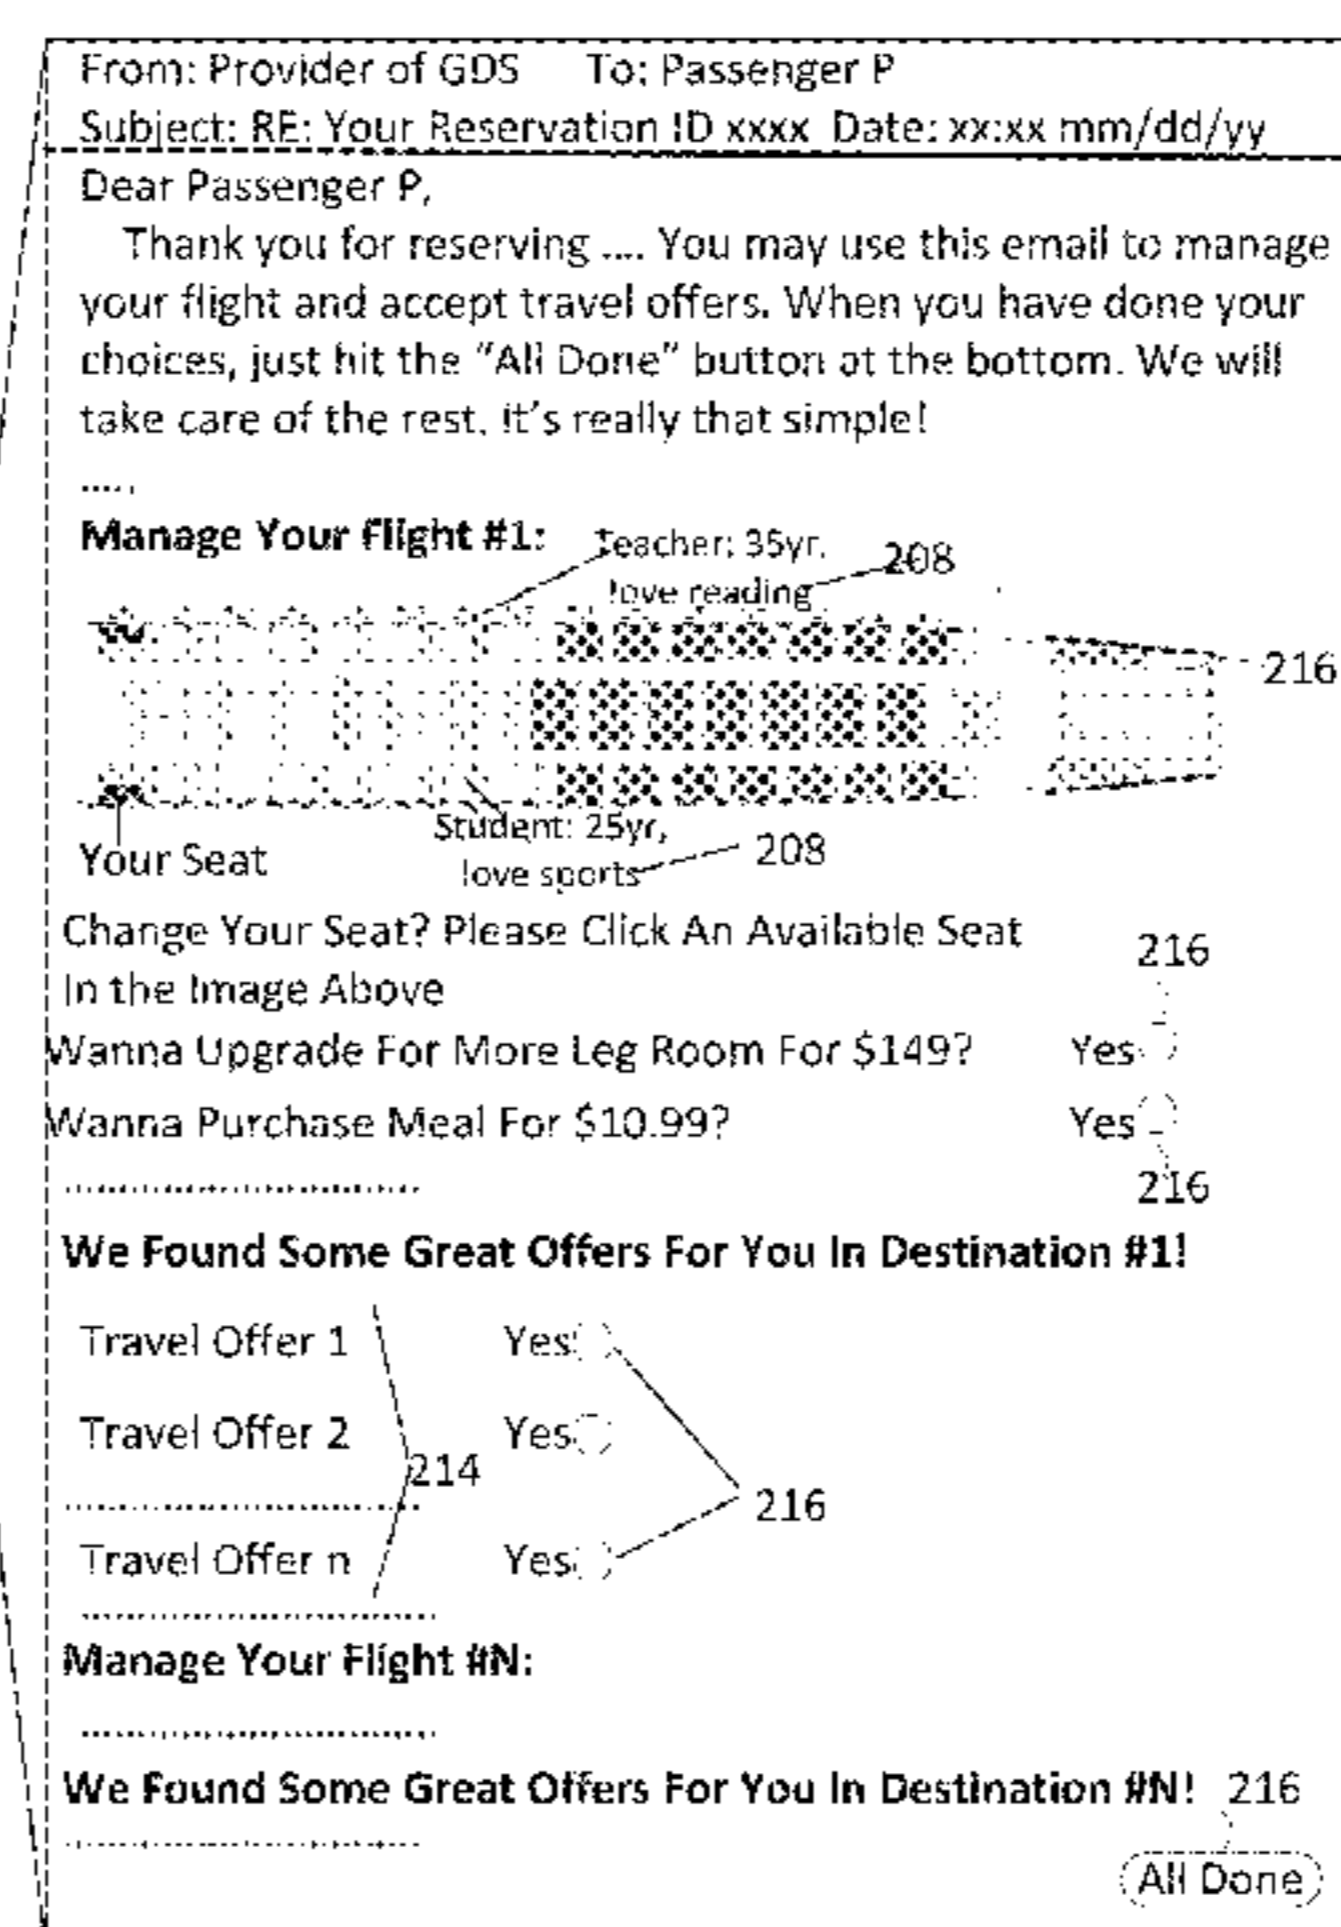 From: Provider of GDS To: Passenger P
Subject: RE: Your Reservation ID xxxx Date: xx:xx mm/dd/yy
Dear Passenger P,
Thank you for reserving .... You may use this email to manage
your flight and accept travel offers. When you have done your
choices, just hit the "All Done" button at the bottom. We will
take care of the rest. It's really that simple!
.....
Manage Your Flight #1:
Teacher: 35yr,
love reading
208
216
Student: 25yr,
love sports
208
Your Seat
Change Your Seat? Please Click An Available Seat
In the Image Above
216
Wanna Upgrade For More Leg Room For $149? Yes
Wanna Purchase Meal For $10.99? Yes
216
We Found Some Great Offers For You In Destination #1!
Travel Offer 1 Yes
Travel Offer 2 Yes
214
216
Travel Offer n Yes
Manage Your Flight #N:
We Found Some Great Offers For You In Destination #N! 216
All Done